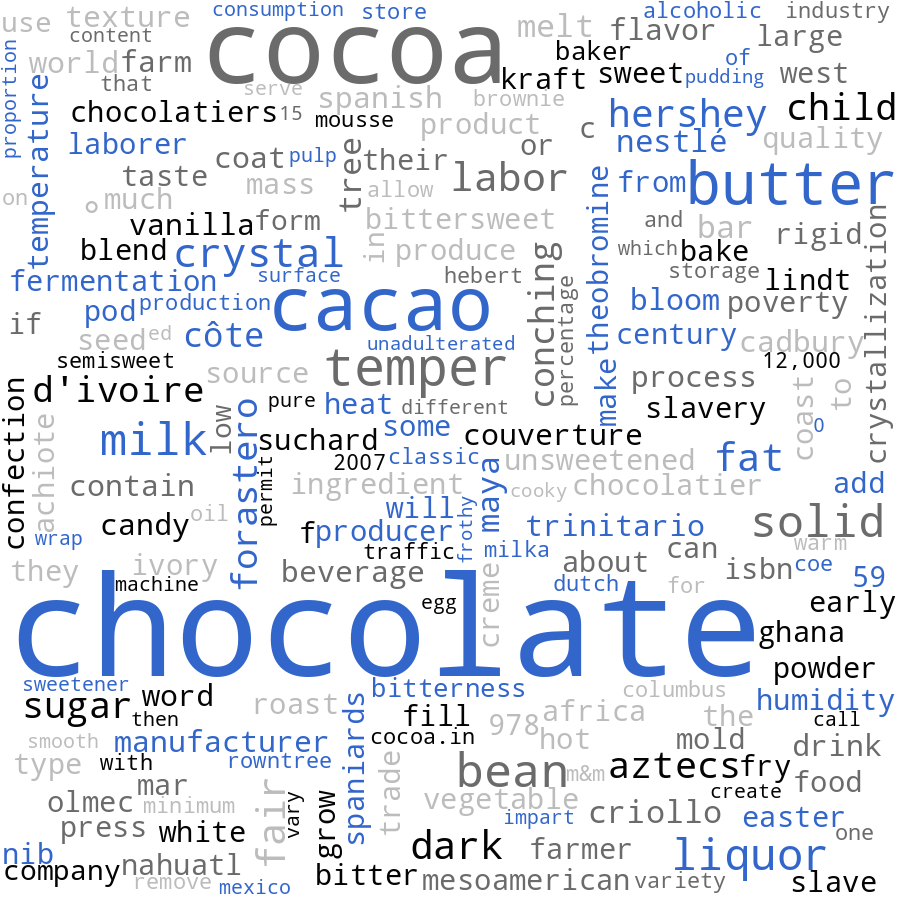 use
texture
content
consumption
store
cocoa
melt
flavor
alcoholic
industry
large
proportion
world
farm
that
serve
spanish
brownie
baker
kraft
sweet
of
pudding
west
chocolatiers
15
mousse
product
c
hershey
child
temperature
laborer
coat
pulp
tree
their
or
nestlé
quality
taste
mass
allow
labor
from
butter
on
o
much
vanilla
form
bittersweet
and
bar
rigid
blend
crystal
in
produce
conching
theobromine
which
bake
crystallization
fermentation
surface
hebert
storage
lindt
pod
production
cacao
percentage
bloom
poverty
if
seed
ed
côte
unadulterated
century
cadbury
semisweet
source
temper
12,000
d'ivoire
pure
heat
different
make
process
coast
to
confection
achiote
milk
low
forastero
suchard
some
couverture
slavery
O
2007
classic
unsweetened
fat
contain
permit
ingredient
cooky
chocolatier
add
candy
oil
f
producer
will
frothy
maya
trinitario
solid
wrap
traffic
milka
about
can
warm
they
ivory
machine
beverage
creme
dutch
for
isbn
coe
59
chocolate
egg
early
ghana
powder
sweetener
sugar
word
then
roast
spaniards
bitterness
fill
978
africa
columbus
the
humidity
call
smooth
manufacturer
cocoa.in
hot
mold
drink
type
with
rowntree
trade
bean
m&m
aztecs
fry
mar
create
food
olmec
minimum
fair
vary
grow
vegetable
impart
criollo
easter
press
white
one
nib
company
nahuatl
dark
farmer
liquor
remove
mexico
bitter
mesoamerican
variety
slave